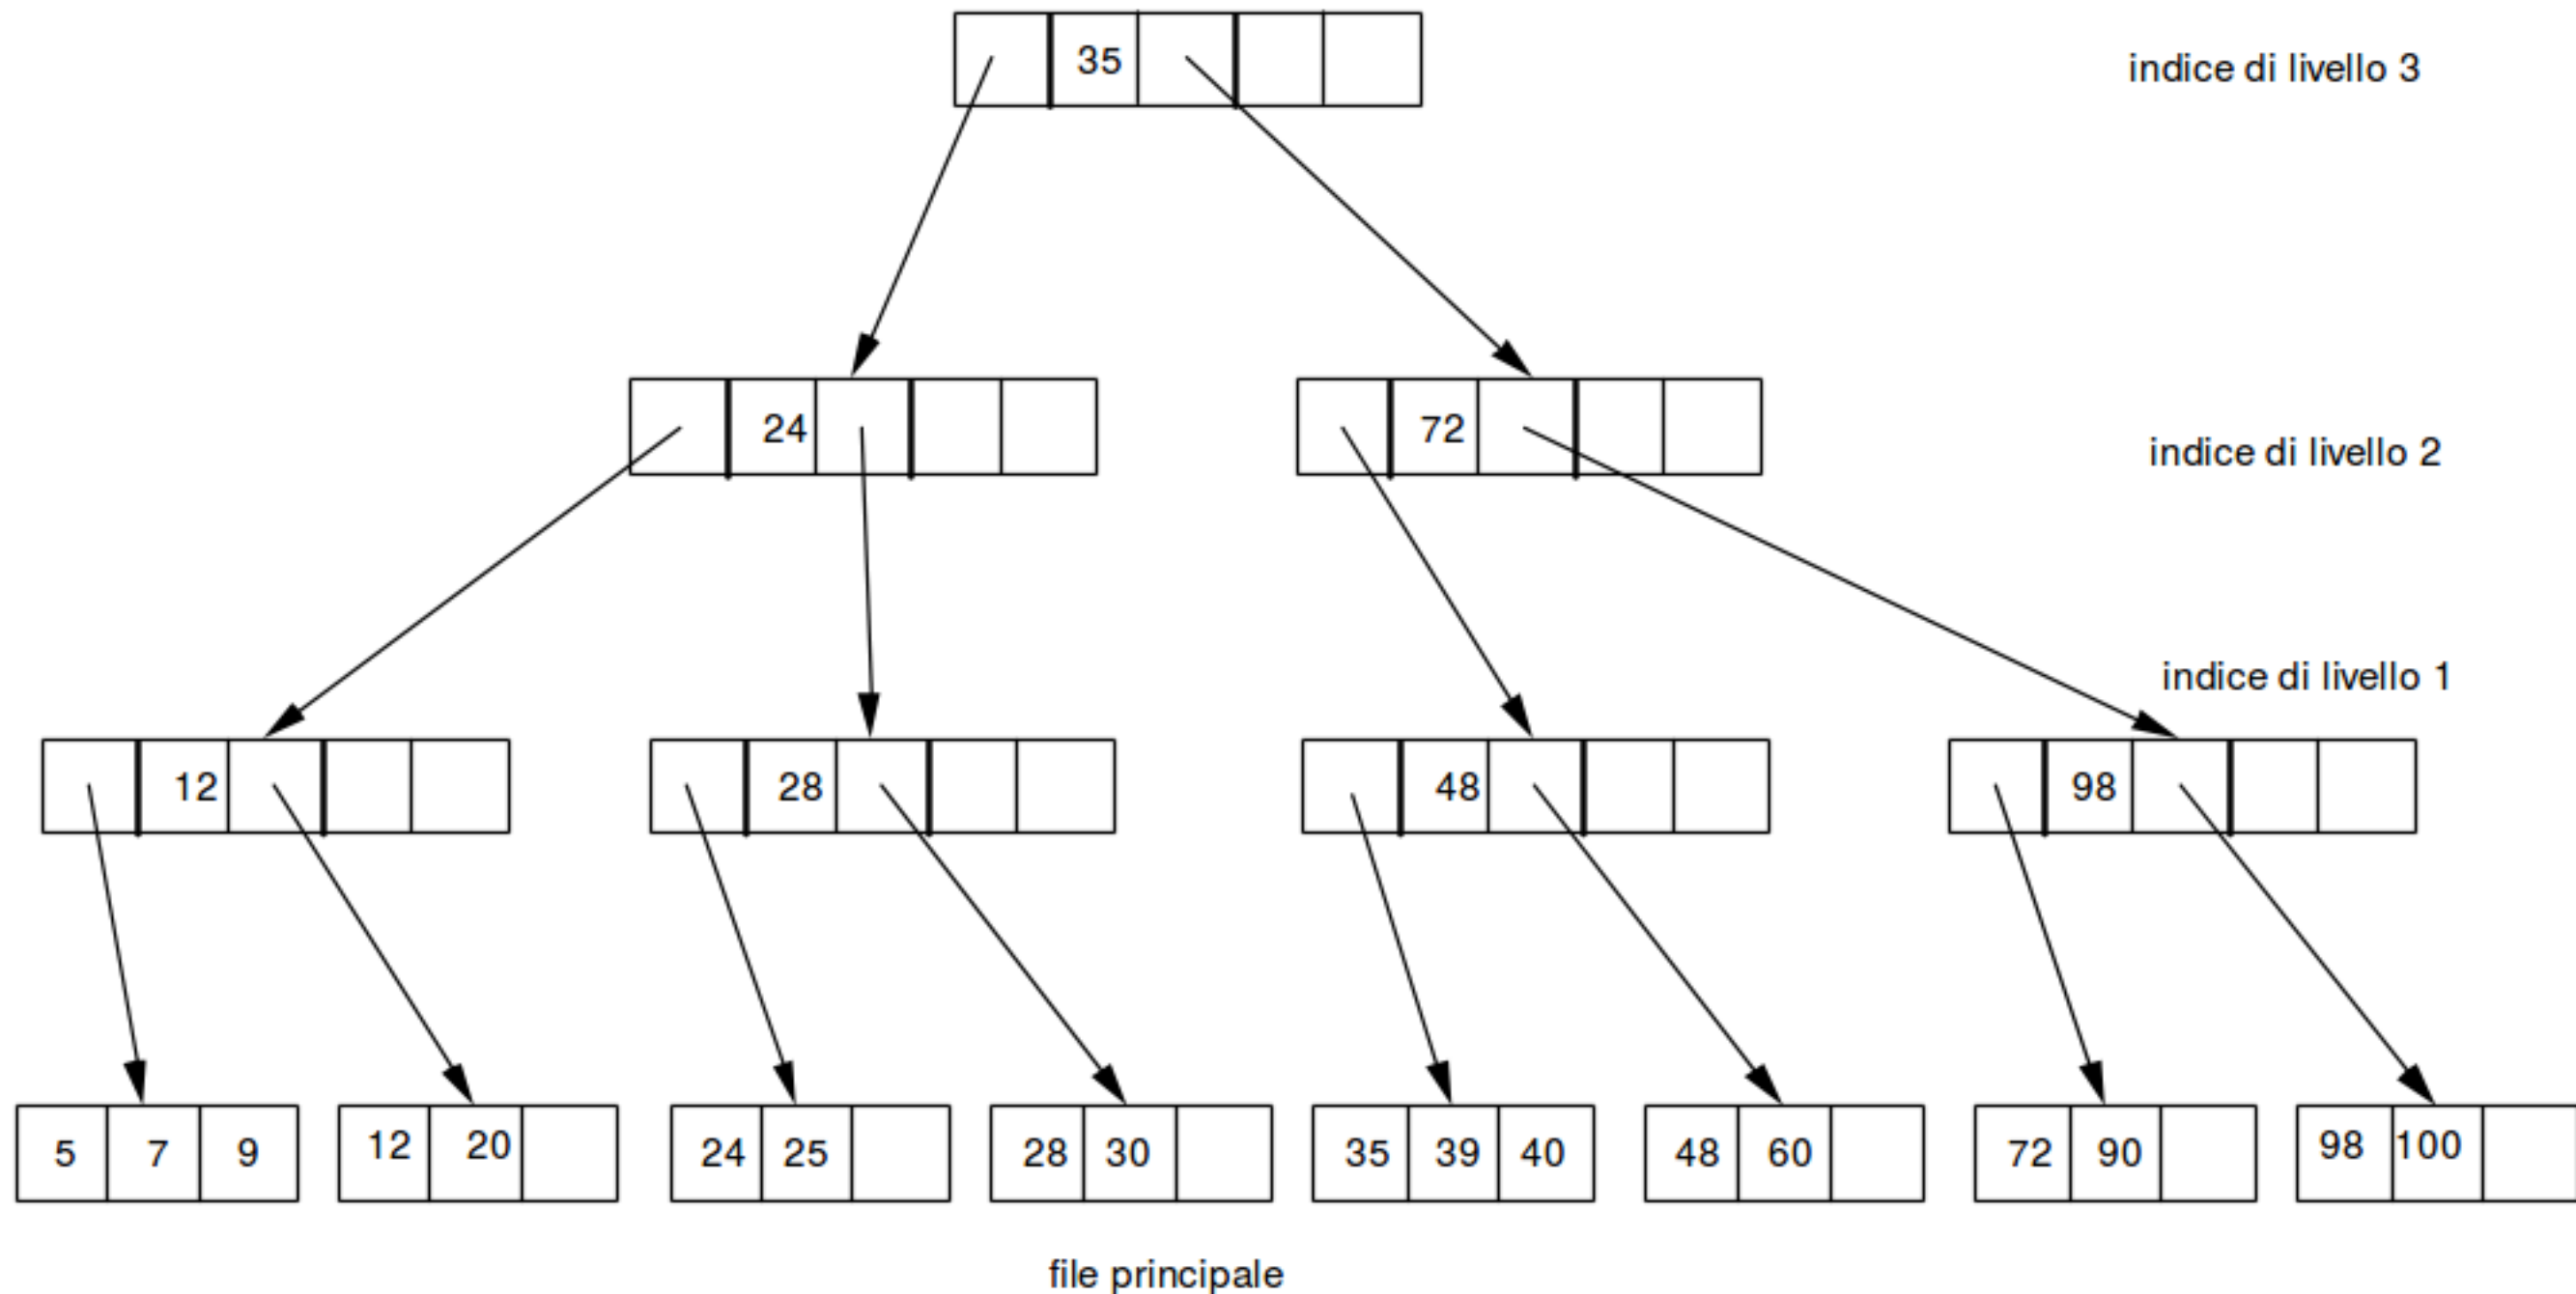 35 indice di livello 3
24 72 indice di livello 2
indice di livello 1
12 28 48 98
5 7 9 12 20 24 25 28 30 35 39 40 48 60 72 90 98 100
file principale